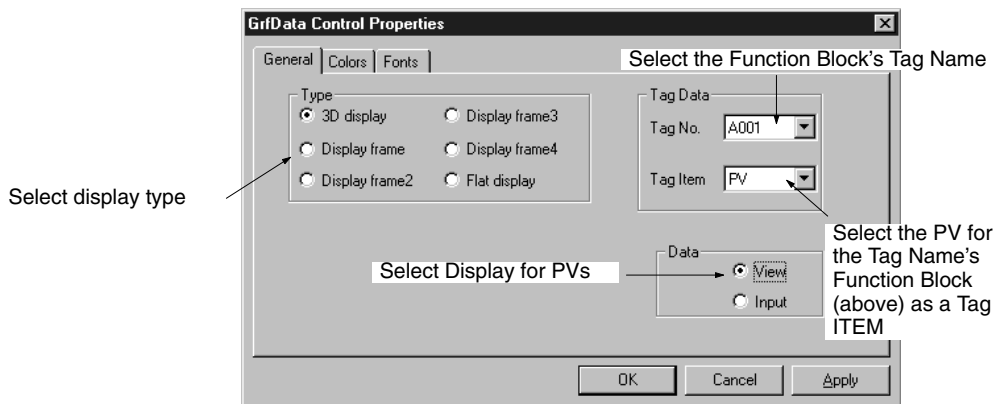 GrfData Control Properties
General Colors Fonts
Select the Function Block's Tag Name
Type
3D display
Display frame3
Display frame
Display frame4
Display frame2
Flat display
Tag Data
Tag No. A001
Tag Item PV
Select display type
Select the PV for
the Tag Name's
Function Block
(above) as a Tag
ITEM
Select Display for PVs
Data
View
Input
OK Cancel Apply